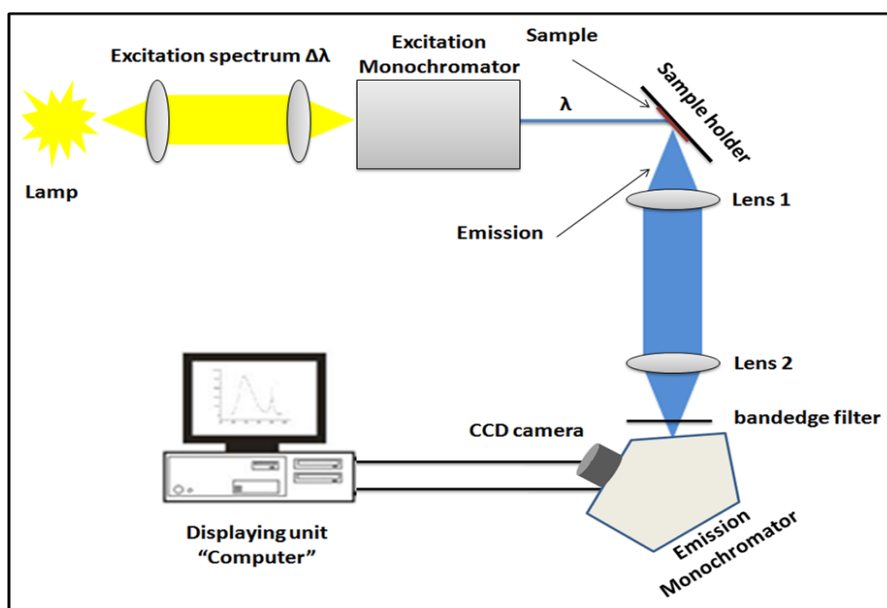 Excitation spectrum Δλ
Excitation
Monochromator
Sample
Sample holder
λ
Lamp
Emission
Lens 1
Lens 2
bandedge filter
CCD camera
Displaying unit
“Computer”
Emission
Monochromator